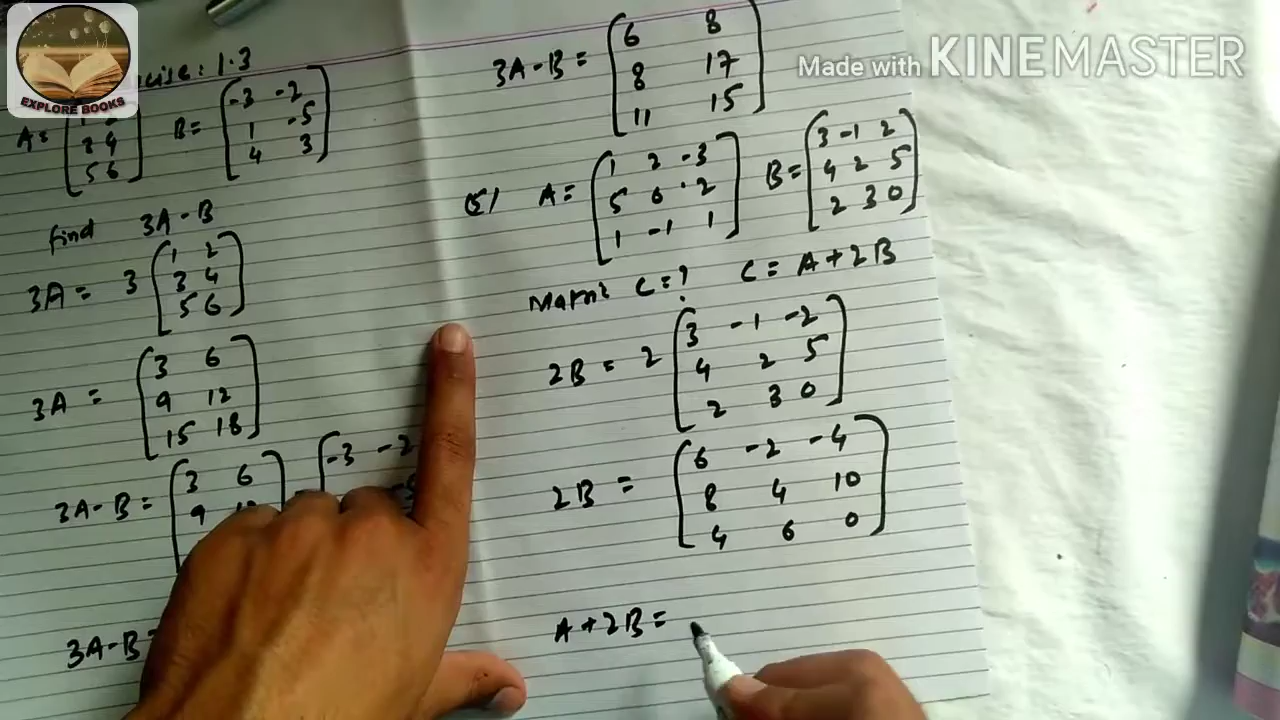 EXPLORE BOOKS
Made with KINEMASTER
cise: 1.3
A = 3 4 5 6
B = -3 -2 1 -5 4 3
find 3A-B
3A = 3 1 2 3 4 5 6
3A = 3 6 9 12 15 18
3A-B = 3 6 9 - -3 -2
3A-B =
3A-B = 6 8 8 17 11 15
Q5) A = 1 2 -3 5 0 2 1 -1 1 B = 3 -1 2 4 2 5 2 3 0
Matrix C = ? C = A+2B
2B = 2 3 -1 -2 4 2 5 2 3 0
2B = 6 -2 -4 8 4 10 4 6 0
A+2B =